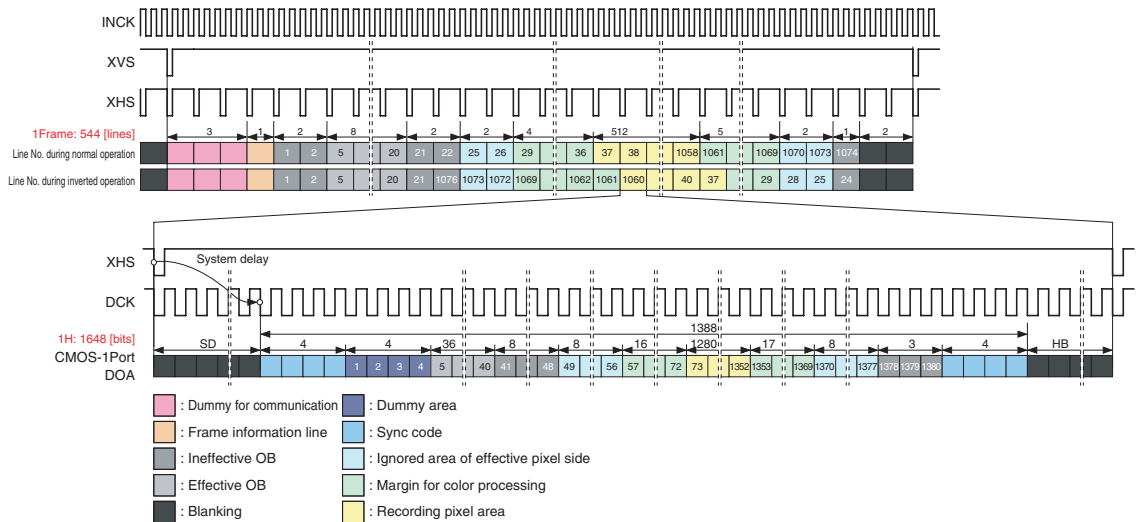 INCK
XVS
XHS
1Frame: 544 [lines]
3 1 2 8 2 2 4 512 5 2 1 2
Line No. during normal operation
1 2 5 20 21 22 25 26 29 36 37 38 1058 1061 1069 1070 1073 1074
Line No. during inverted operation
1 2 5 20 21 1076 1073 1072 1069 1062 1061 1060 40 37 29 28 25 24
XHS
System delay
DCK
1388
1H: 1648 [bits]
SD 4 4 36 8 8 16 1280 17 8 3 4 HB
CMOS-1Port
DOA
1 2 3 4 5 40 41 48 49 56 57 72 73 1352 1353 1369 1370 1377 1378 1379 1380
: Dummy for communication
: Frame information line
: Ineffective OB
: Effective OB
: Blanking
: Dummy area
: Sync code
: Ignored area of effective pixel side
: Margin for color processing
: Recording pixel area